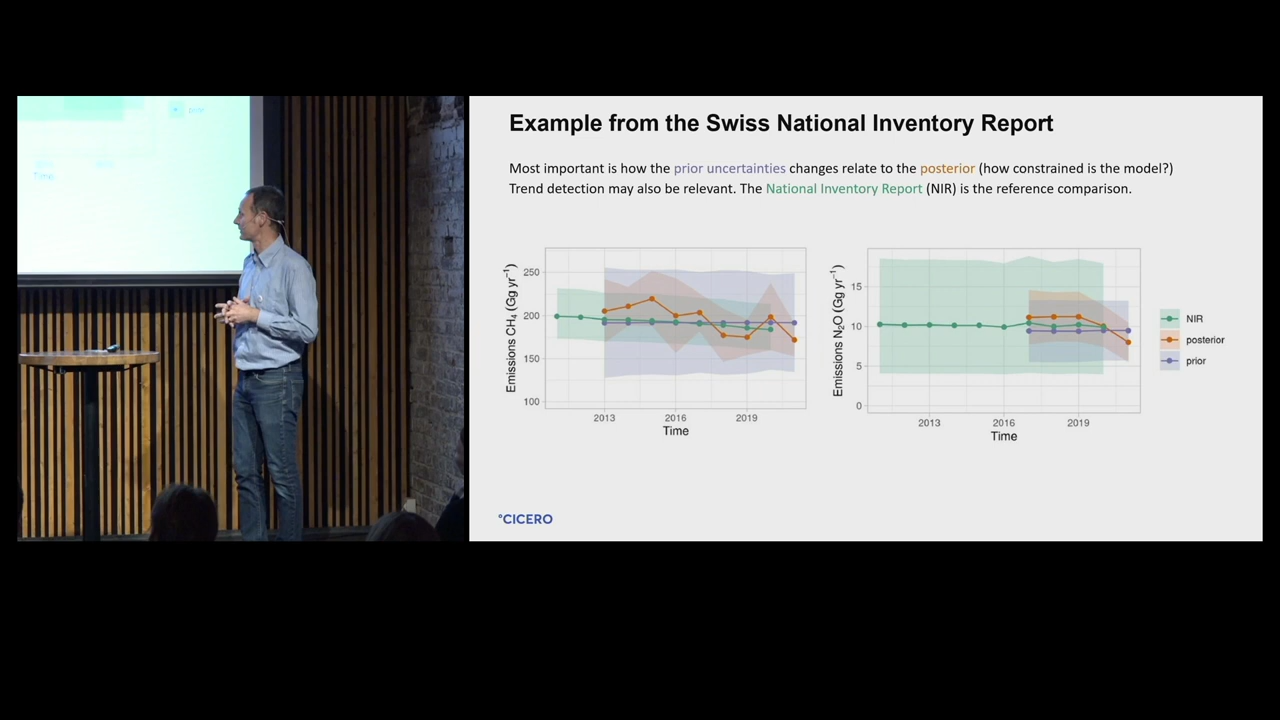 Example from the Swiss National Inventory Report
Most important is how the prior uncertainties changes relate to the posterior (how constrained is the model?)
Trend detection may also be relevant. The National Inventory Report (NIR) is the reference comparison.
Emissions CH₄ (Gg yr⁻¹)
250
200
150
100
2013
2016
2019
Time
Emissions N₂O (Gg yr⁻¹)
15
10
5
0
2013
2016
2019
Time
NIR
posterior
prior
°CICERO
prior
Time